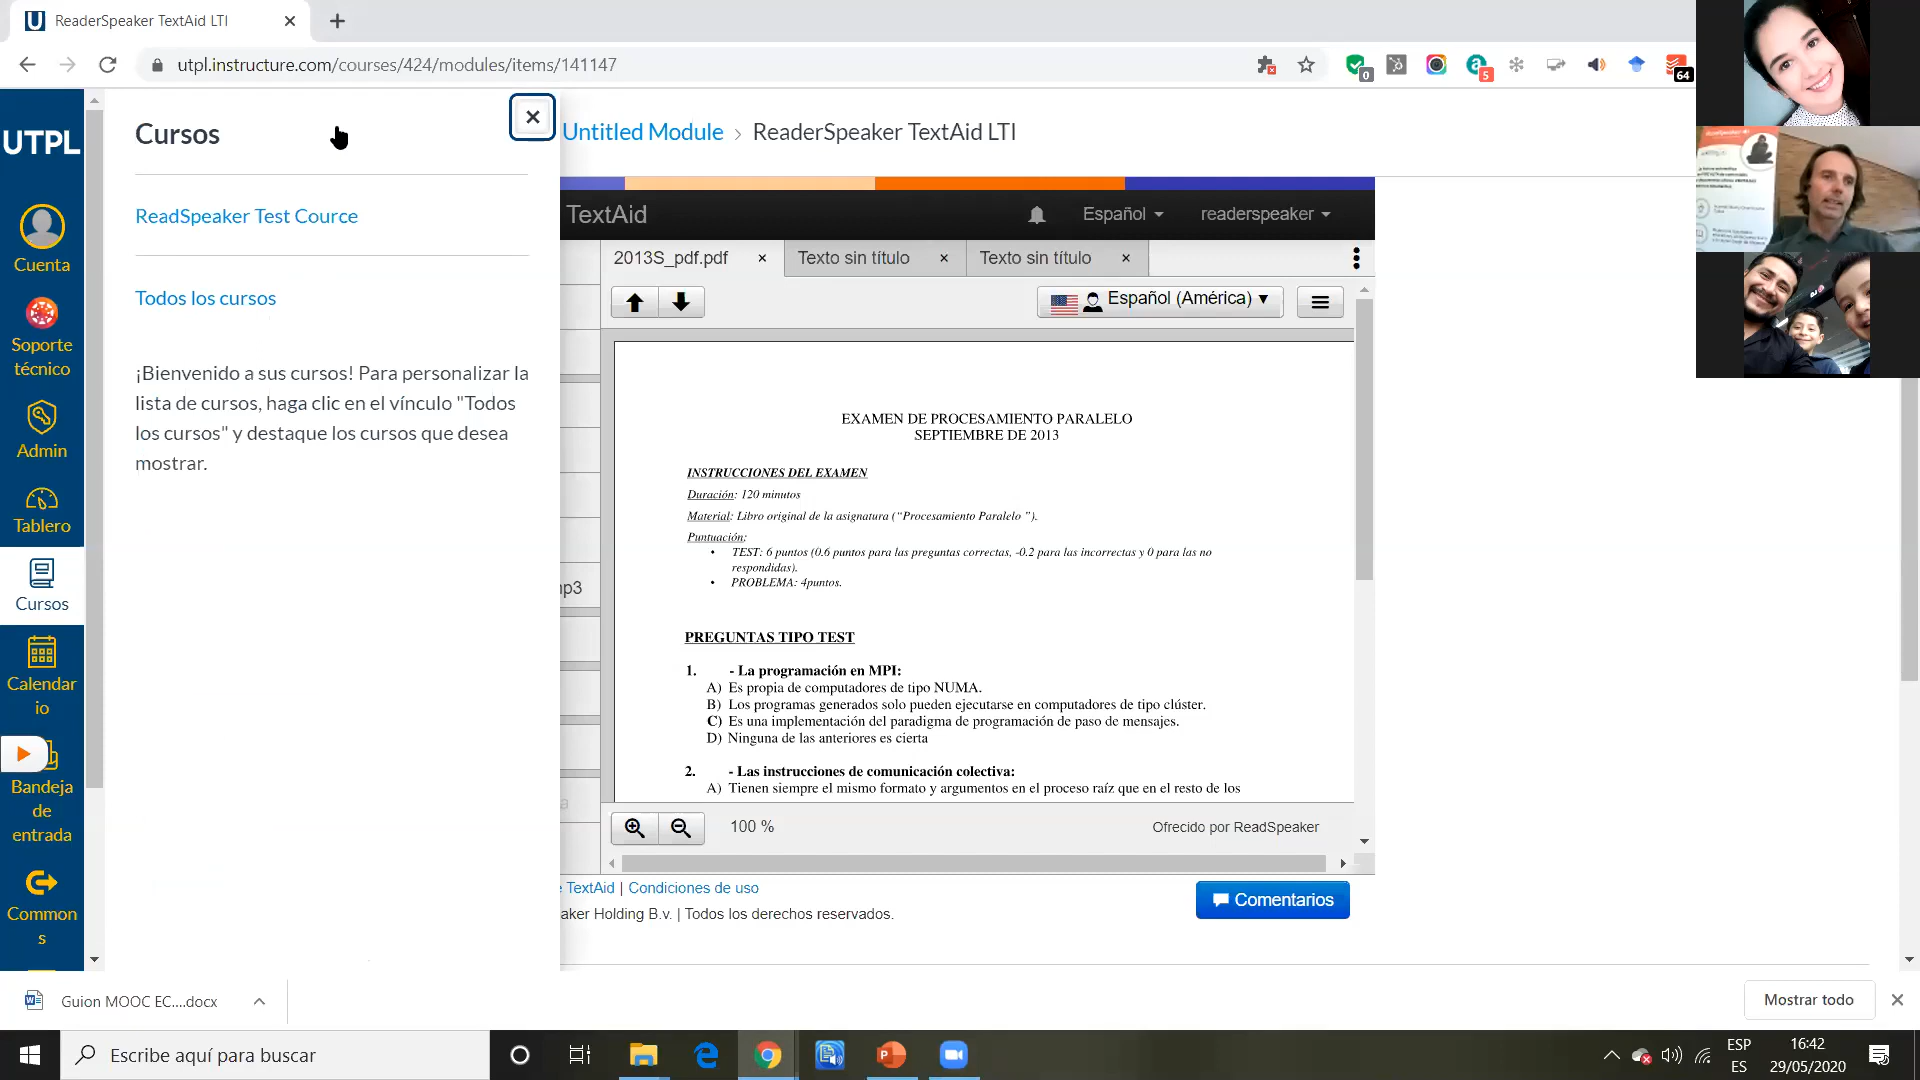 ReaderSpeaker TextAid LTI
utpl.instructure.com/courses/424/modules/items/141147
0
5
64
UTPL
Cuenta
Soporte
técnico
Admin
Tablero
Cursos
Calendar
io
Bandeja
de
entrada
Common
s
Cursos
ReadSpeaker Test Cource
Todos los cursos
¡Bienvenido a sus cursos! Para personalizar la
lista de cursos, haga clic en el vínculo "Todos
los cursos" y destaque los cursos que desea
mostrar.
Untitled Module › ReaderSpeaker TextAid LTI
TextAid
Español
readerspeaker
2013S_pdf.pdf
Texto sin título
Texto sin título
Español (América)
EXAMEN DE PROCESAMIENTO PARALELO
SEPTIEMBRE DE 2013
INSTRUCCIONES DEL EXAMEN
Duración: 120 minutos
Material: Libro original de la asignatura (“Procesamiento Paralelo ”).
Puntuación:
• TEST: 6 puntos (0.6 puntos para las preguntas correctas, -0.2 para las incorrectas y 0 para las no
respondidas).
• PROBLEMA: 4puntos.
PREGUNTAS TIPO TEST
1. - La programación en MPI:
A) Es propia de computadores de tipo NUMA.
B) Los programas generados solo pueden ejecutarse en computadores de tipo clúster.
C) Es una implementación del paradigma de programación de paso de mensajes.
D) Ninguna de las anteriores es cierta
2. - Las instrucciones de comunicación colectiva:
A) Tienen siempre el mismo formato y argumentos en el proceso raíz que en el resto de los
100 %
Ofrecido por ReadSpeaker
TextAid | Condiciones de uso
aker Holding B.v. | Todos los derechos reservados.
Comentarios
Guion MOOC EC....docx
Mostrar todo
Escribe aquí para buscar
ESP
ES
16:42
29/05/2020